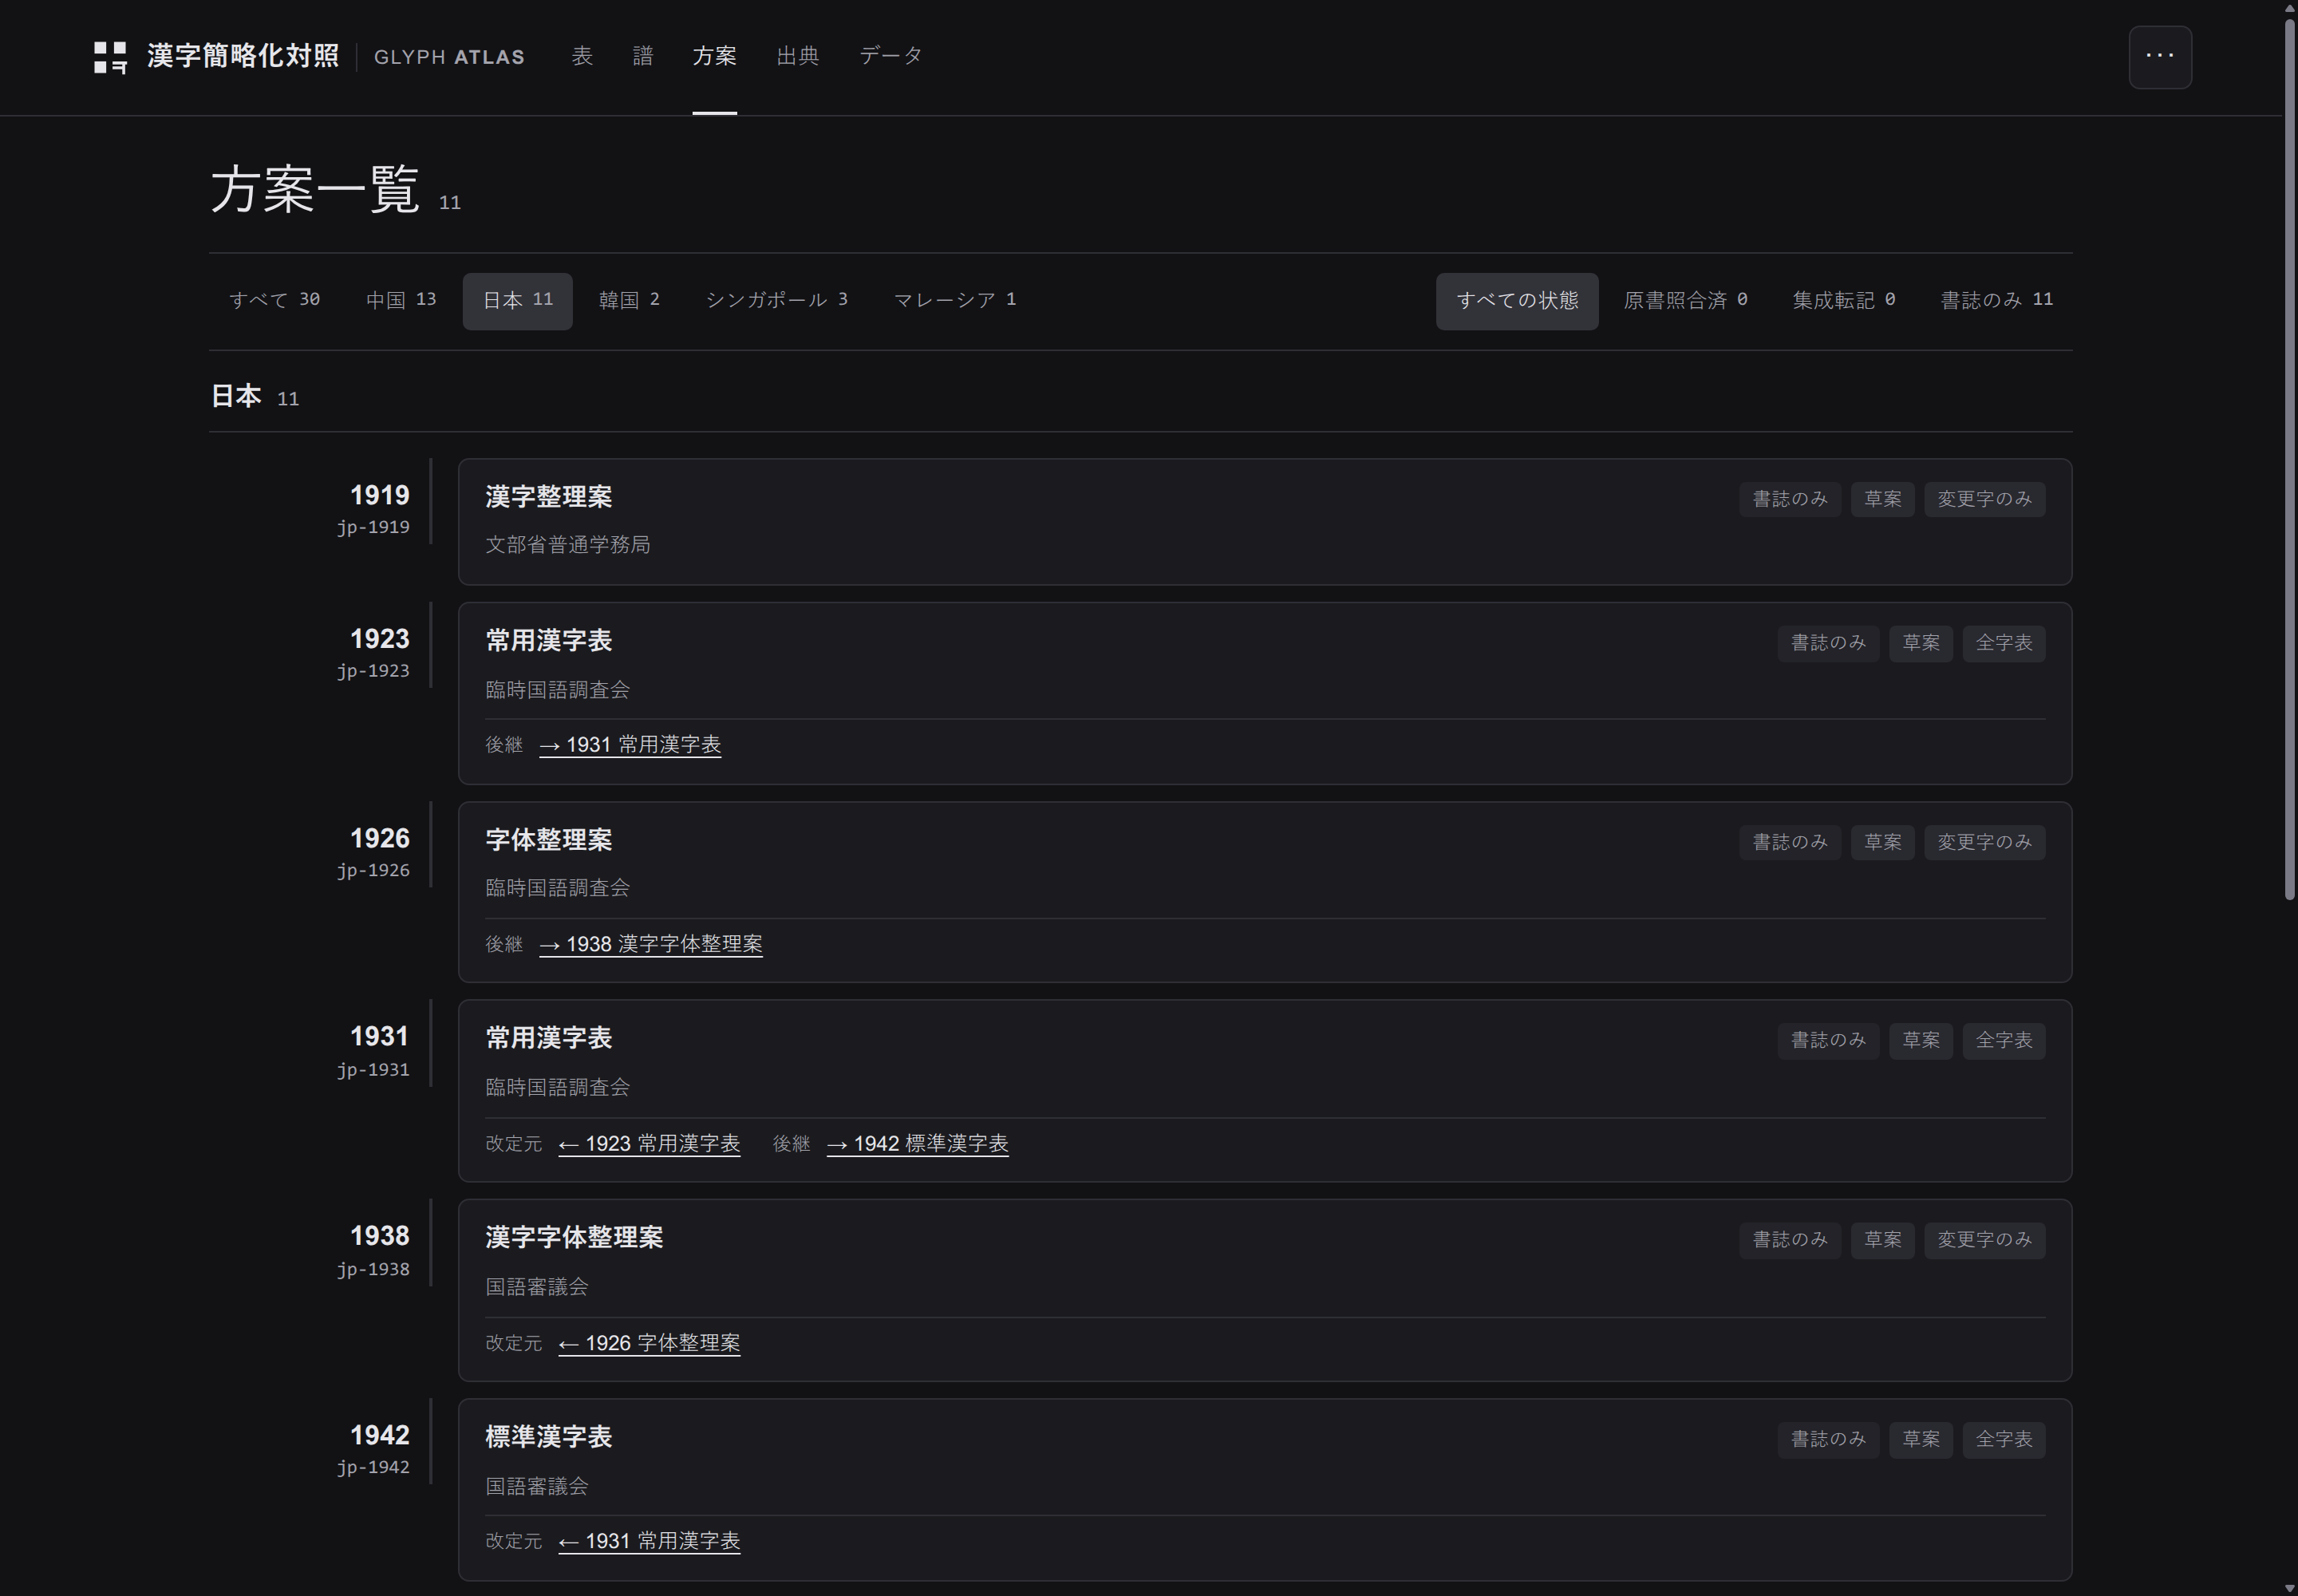 漢字簡略化対照 GLYPH ATLAS 表 譜 方案 出典 データ ···
方案一覧 11
すべて 30 中国 13 日本 11 韓国 2 シンガポール 3 マレーシア 1 すべての状態 原書照合済 0 集成転記 0 書誌のみ 11
日本 11
1919 漢字整理案 書誌のみ 草案 変更字のみ
jp-1919
文部省普通学務局
1923 常用漢字表 書誌のみ 草案 全字表
jp-1923
臨時国語調査会
後継 → 1931 常用漢字表
1926 字体整理案 書誌のみ 草案 変更字のみ
jp-1926
臨時国語調査会
後継 → 1938 漢字字体整理案
1931 常用漢字表 書誌のみ 草案 全字表
jp-1931
臨時国語調査会
改定元 ← 1923 常用漢字表 後継 → 1942 標準漢字表
1938 漢字字体整理案 書誌のみ 草案 変更字のみ
jp-1938
国語審議会
改定元 ← 1926 字体整理案
1942 標準漢字表 書誌のみ 草案 全字表
jp-1942
国語審議会
改定元 ← 1931 常用漢字表